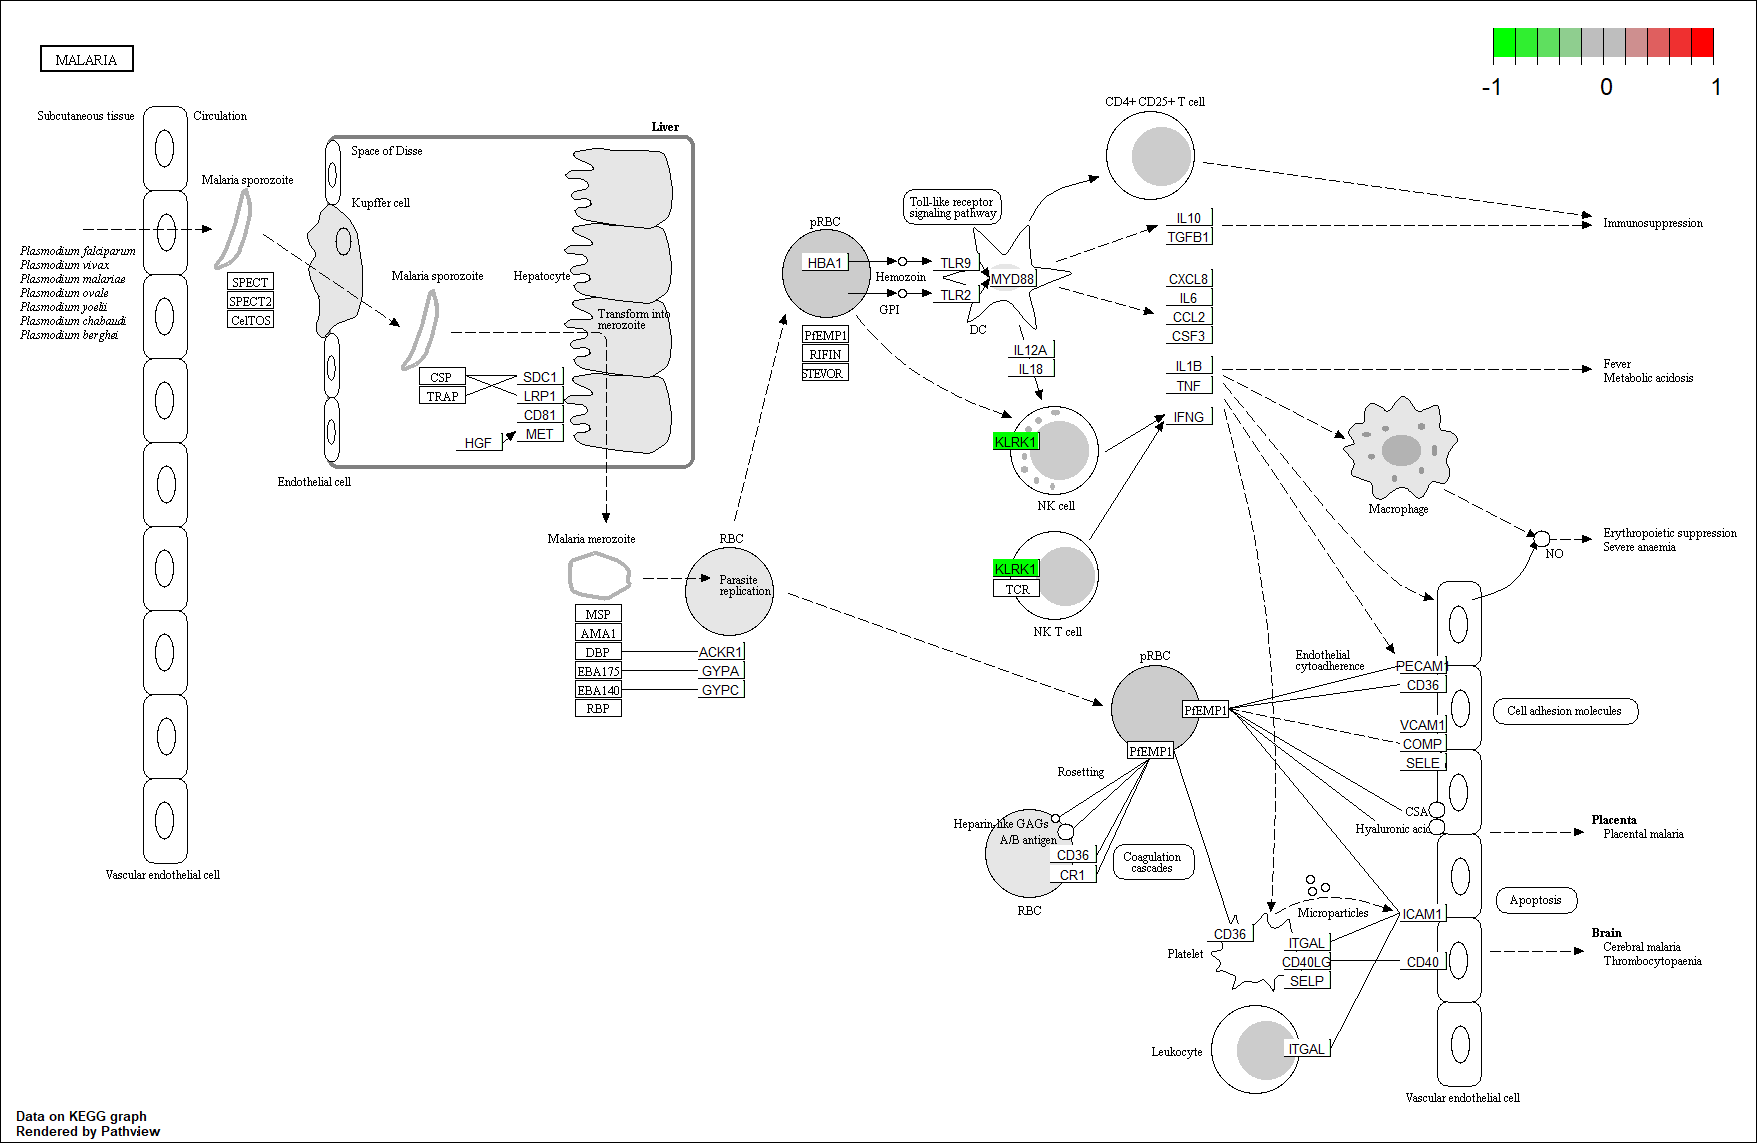 MALARIA
-1
0
1
Subcutaneous tissue
Circulation
Malaria sporozoite
Plasmodium falciparum
Plasmodium vivax
Plasmodium malariae
Plasmodium ovale
Plasmodium yoelii
Plasmodium chabaudi
Plasmodium berghei
SPECT
SPECT2
CelTOS
Vascular endothelial cell
Liver
Space of Disse
Kupffer cell
Malaria sporozoite
Hepatocyte
Transform into
merozoite
CSP
TRAP
SDC1
LRP1
CD81
MET
HGF
Endothelial cell
Malaria merozoite
MSP
AMA1
DBP
EBA175
EBA140
RBP
RBC
Parasite
replication
ACKR1
GYPA
GYPC
pRBC
HBA1
PfEMP1
RIFIN
STEVOR
Hemozoin
GPI
Toll-like receptor
signaling pathway
TLR9
TLR2
MYD88
DC
IL12A
IL18
CD4+ CD25+ T cell
IL10
TGFB1
CXCL8
IL6
CCL2
CSF3
IL1B
TNF
IFNG
KLRK1
NK cell
KLRK1
TCR
NK T cell
Immunosuppression
Fever
Metabolic acidosis
Macrophage
NO
Erythropoietic suppression
Severe anaemia
pRBC
PfEMP1
PfEMP1
Endothelial
cytoadherence
PECAM1
CD36
VCAM1
COMP
SELE
CSA
Hyaluronic acid
Cell adhesion molecules
Rosetting
Heparin-like GAGs
A/B antigen
CD36
CR1
RBC
Coagulation
cascades
Placenta
Placental malaria
Apoptosis
Microparticles
ICAM1
CD36
Platelet
ITGAL
CD40LG
SELP
CD40
Brain
Cerebral malaria
Thrombocytopaenia
Leukocyte
ITGAL
Vascular endothelial cell
Data on KEGG graph
Rendered by Pathview